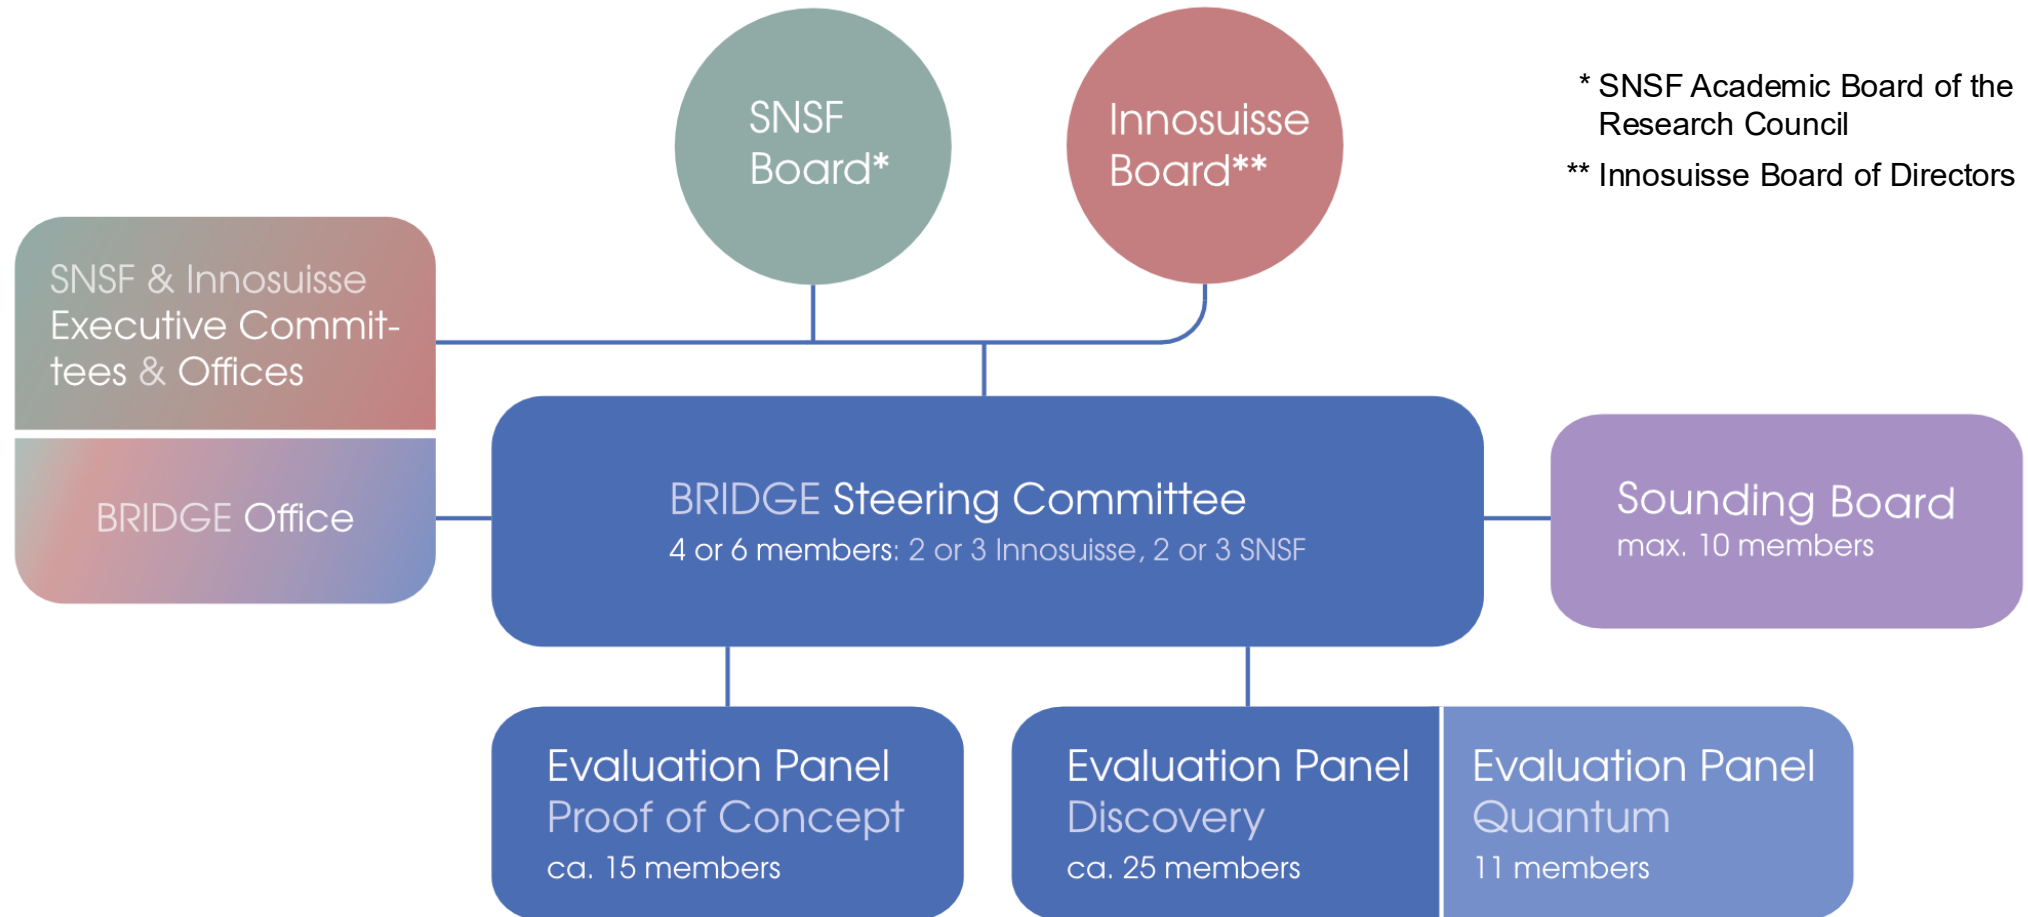 SNSF
Board*
Innosuisse
Board**
* SNSF Academic Board of the
Research Council
** Innosuisse Board of Directors
SNSF & Innosuisse
Executive Commit-
tees & Offices
BRIDGE Office
BRIDGE Steering Committee
4 or 6 members: 2 or 3 Innosuisse, 2 or 3 SNSF
Sounding Board
max. 10 members
Evaluation Panel
Proof of Concept
ca. 15 members
Evaluation Panel
Discovery
ca. 25 members
Evaluation Panel
Quantum
11 members